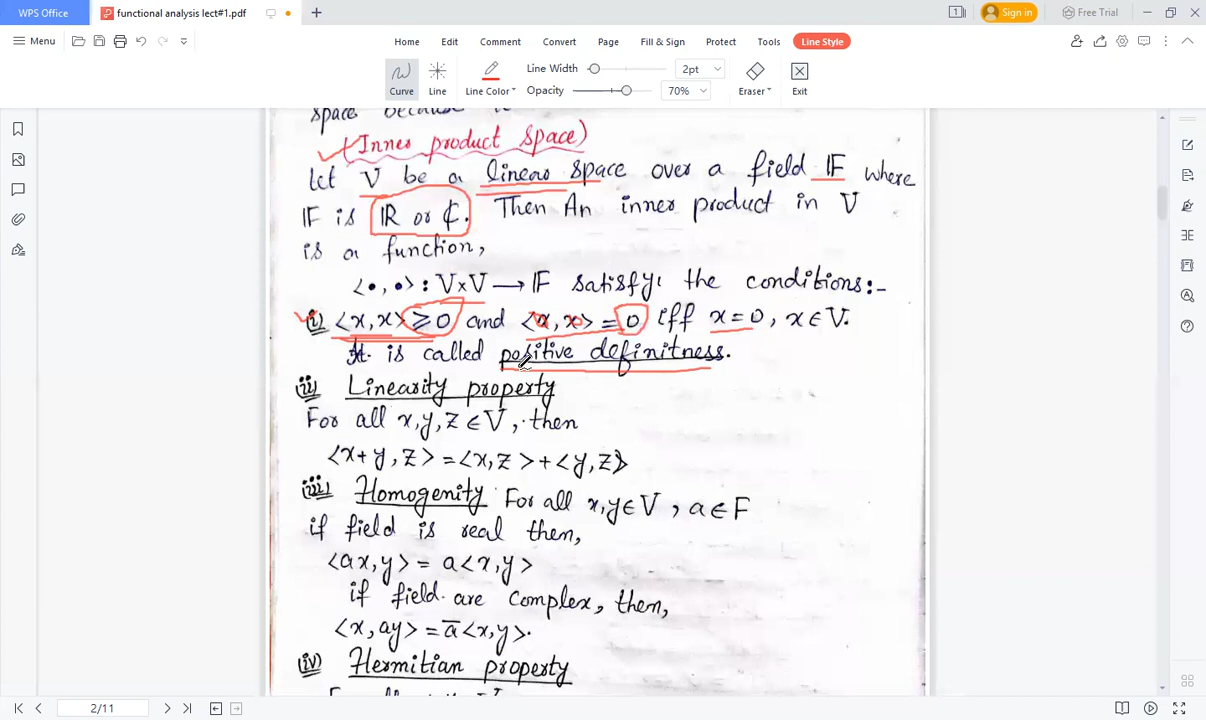 WPS Office
functional analysis lect#1.pdf
Sign in
Free Trial
Menu
Home
Edit
Comment
Convert
Page
Fill & Sign
Protect
Tools
Line Style
Curve
Line
Line Color
Line Width
2pt
Opacity
70%
Eraser
Exit
space because
(Inner product space)
let V be a linear space over a field IF where
IF is IR or ₵. Then An inner product in V
is a function,
<•, •> : V×V → IF satisfy the conditions:-
(i) <x, x> ≥ 0 and <x, x> = 0 iff x = 0, x ∈ V.
It is called positive definitness.
(ii) Linearity property
For all x, y, z ∈ V, then
<x+y, z> = <x, z> + <y, z>
(iii) Homogenity For all x, y ∈ V, a ∈ F
if field is real then,
<ax, y> = a<x, y>
if field are complex, then,
<x, ay> = a̅<x, y>.
(iv) Hermitian property
2/11